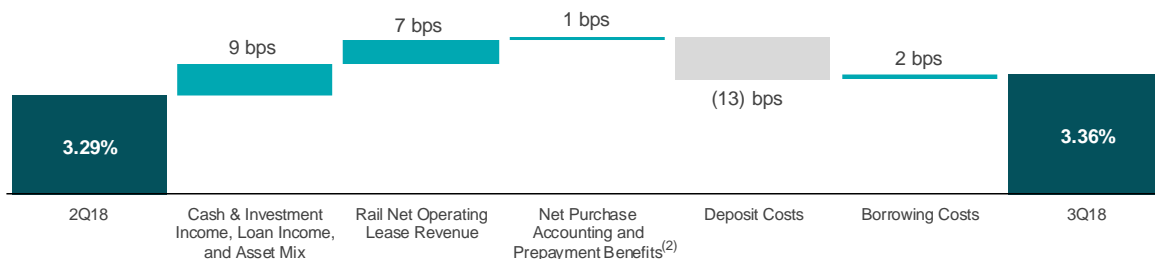 9 bps
7 bps
1 bps
(13) bps
2 bps
3.29%
3.36%
2Q18
Cash & Investment
Income, Loan Income,
and Asset Mix
Rail Net Operating
Lease Revenue
Net Purchase
Accounting and
Prepayment Benefits(2)
Deposit Costs
Borrowing Costs
3Q18